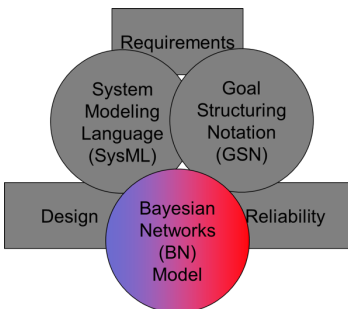 Requirements
System
Modeling
Language
(SysML)
Goal
Structuring
Notation
(GSN)
Design
Bayesian
Networks
(BN)
Model
Reliability